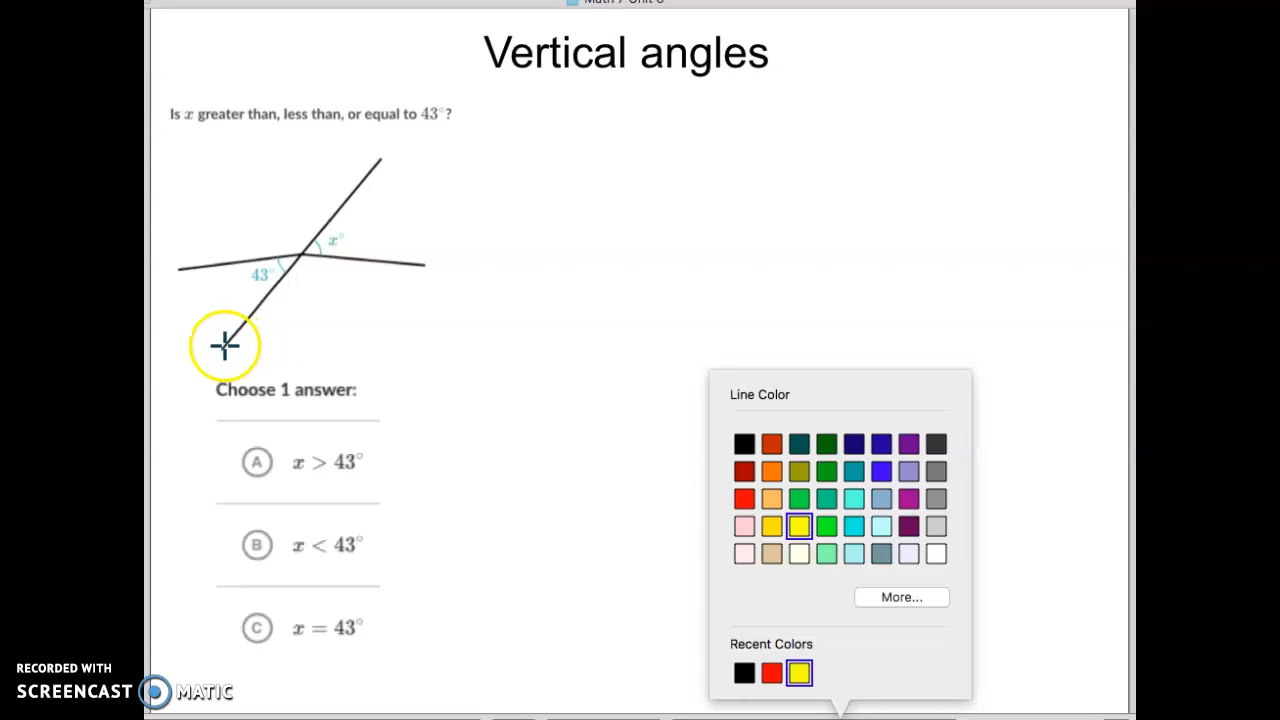 Vertical angles
Is x greater than, less than, or equal to 43°?
x°
43°
Choose 1 answer:
A x > 43°
B x < 43°
C x = 43°
Line Color
More...
Recent Colors
RECORDED WITH
SCREENCAST MATIC